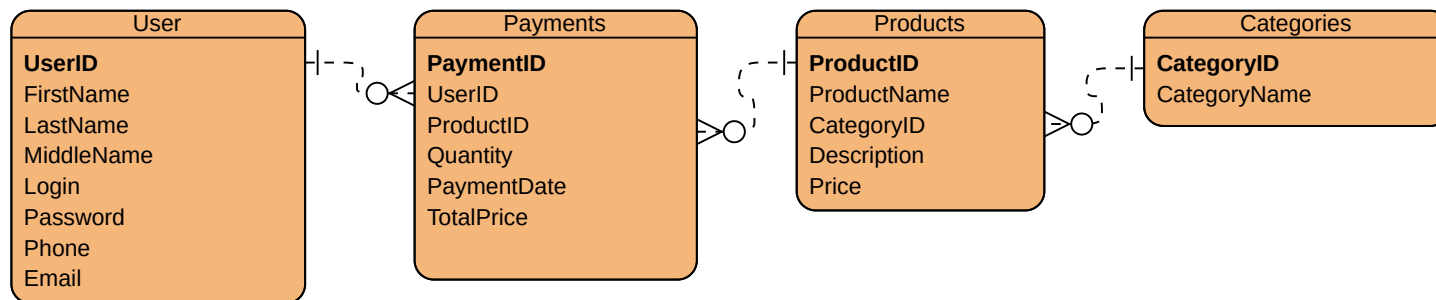 User
UserID
FirstName
LastName
MiddleName
Login
Password
Phone
Email
Payments
PaymentID
UserID
ProductID
Quantity
PaymentDate
TotalPrice
Products
ProductID
ProductName
CategoryID
Description
Price
Categories
CategoryID
CategoryName